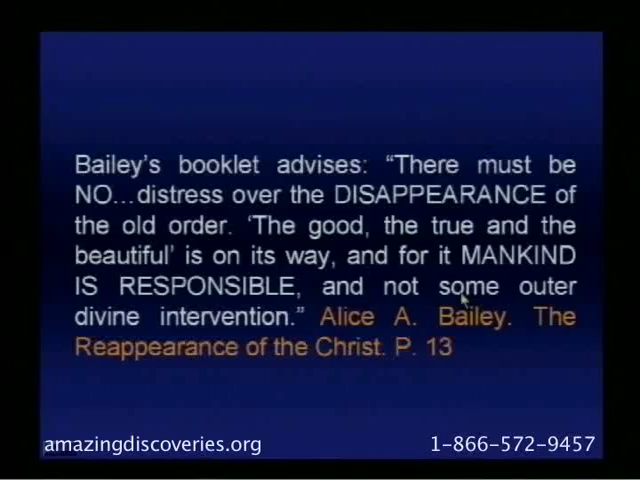 Bailey's booklet advises: "There must be
NO...distress over the DISAPPEARANCE of
the old order. 'The good, the true and the
beautiful' is on its way, and for it MANKIND
IS RESPONSIBLE, and not some outer
divine intervention." Alice A. Bailey. The
Reappearance of the Christ. P. 13
amazingdiscoveries.org
1-866-572-9457